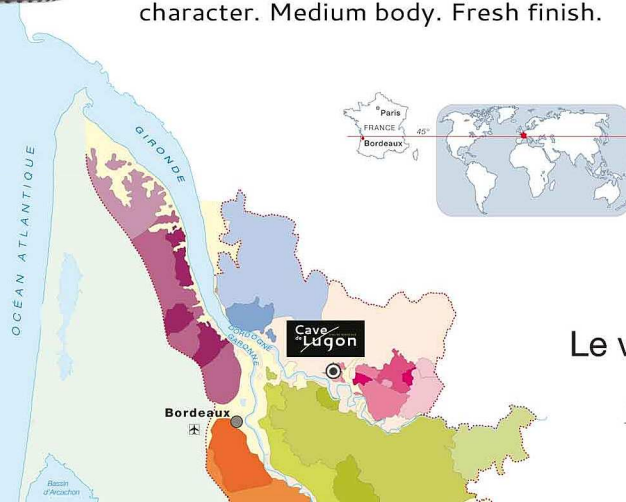 character. Medium body. Fresh finish.
Paris
FRANCE
45°
Bordeaux
GIRONDE
OCÉAN ATLANTIQUE
Cave
de Lugon
DORDOGNE
GARONNE
Le v
Bordeaux
Bassin
d'Arcachon